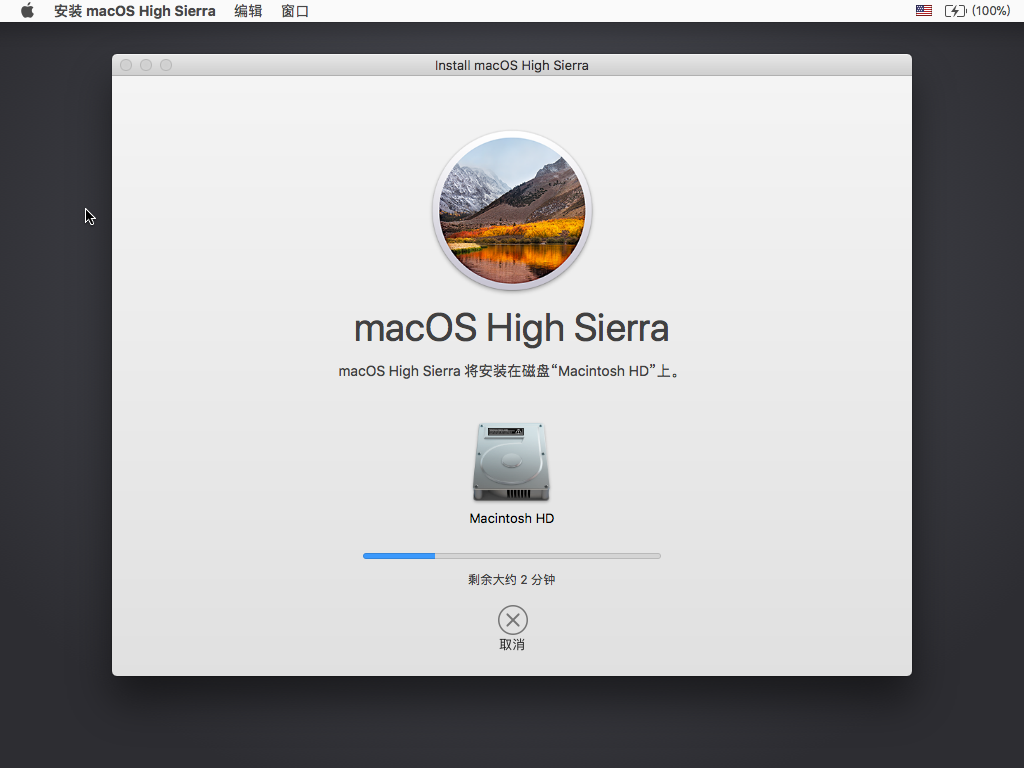 安装 macOS High Sierra 编辑 窗口 (100%)
Install macOS High Sierra
macOS High Sierra
macOS High Sierra 将安装在磁盘“Macintosh HD”上。
Macintosh HD
剩余大约 2 分钟
取消